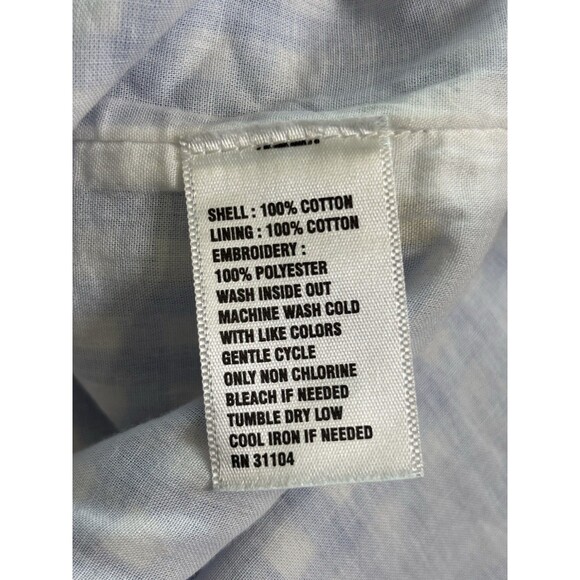 SHELL : 100% COTTON
LINING : 100% COTTON
EMBROIDERY :
100% POLYESTER
WASH INSIDE OUT
MACHINE WASH COLD
WITH LIKE COLORS
GENTLE CYCLE
ONLY NON CHLORINE
BLEACH IF NEEDED
TUMBLE DRY LOW
COOL IRON IF NEEDED
RN 31104